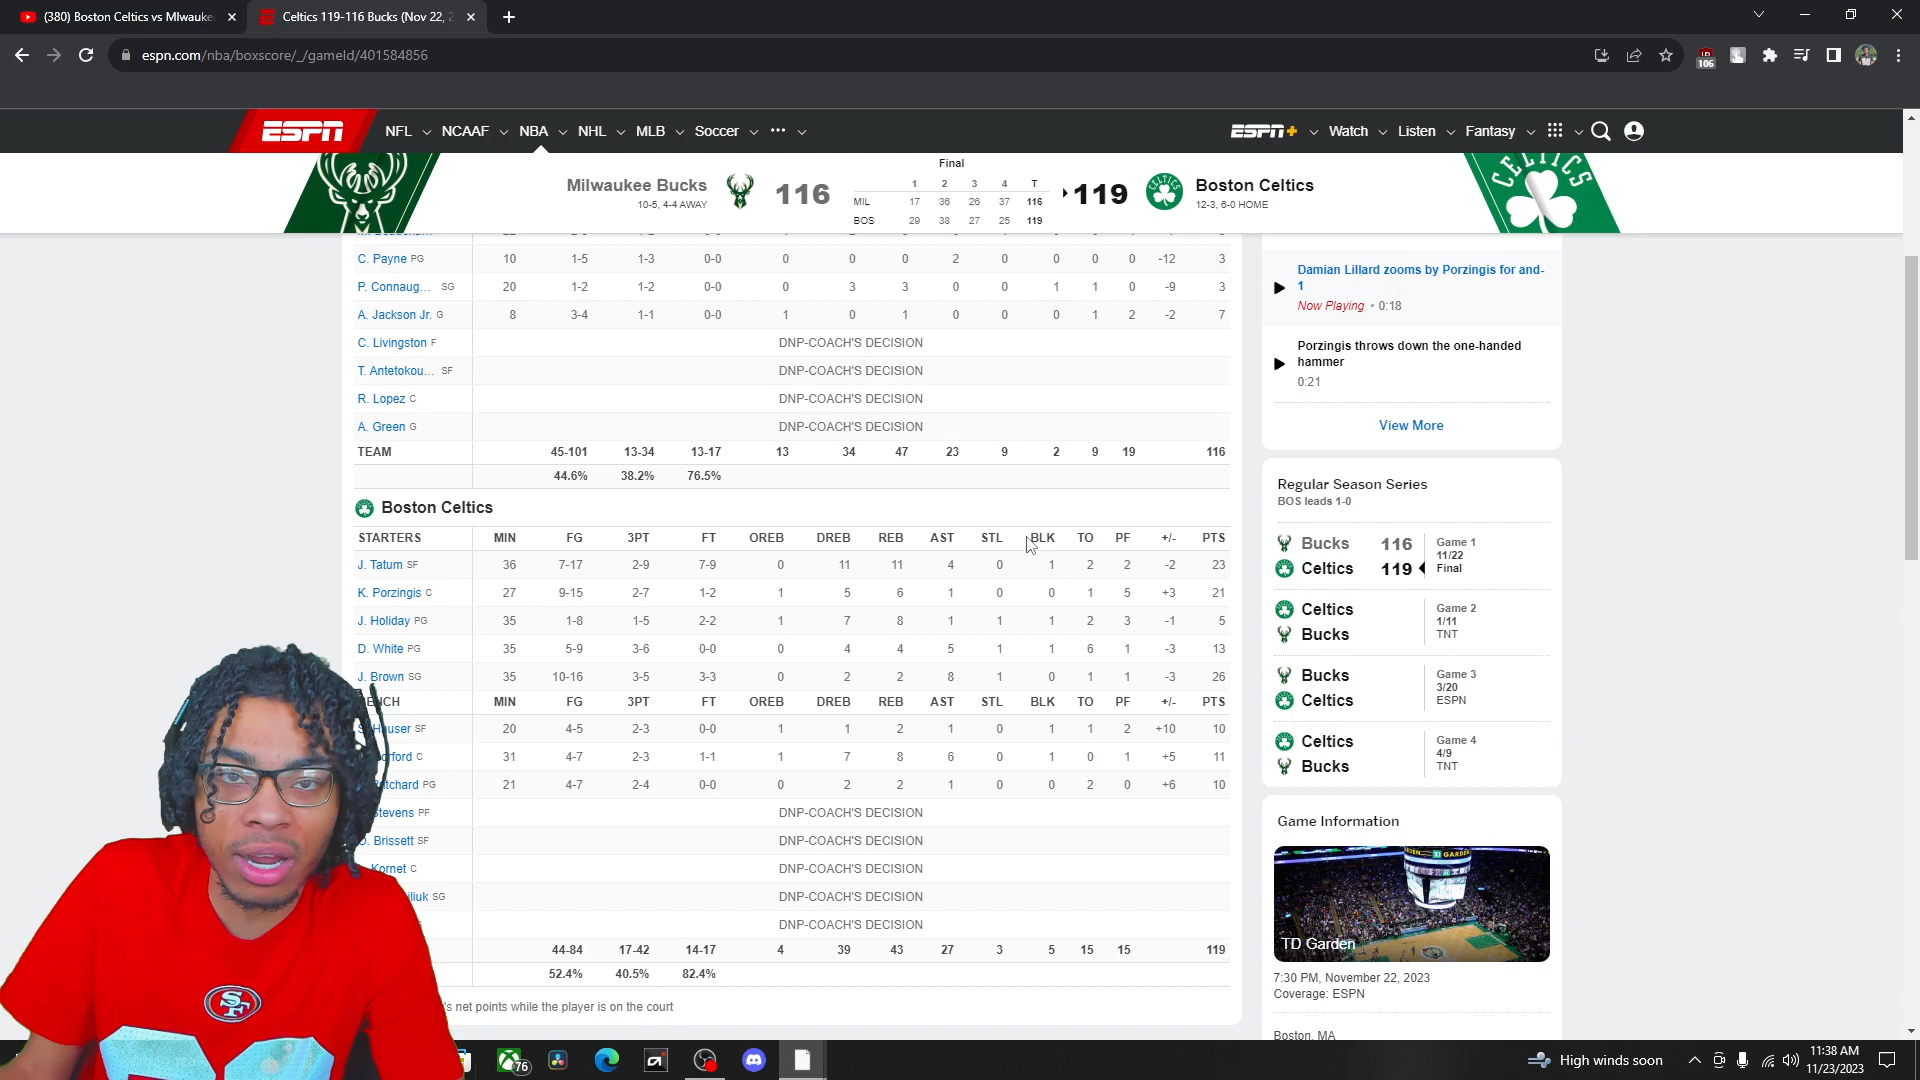 (380) Boston Celtics vs MIwauke
Celtics 119-116 Bucks (Nov 22, 2
espn.com/nba/boxscore/_/gameId/401584856
106
ESPN NFL NCAAF NBA NHL MLB Soccer ESPN+ Watch Listen Fantasy
Final
Milwaukee Bucks 116
10-5, 4-4 AWAY
1 2 3 4 T
MIL 17 36 26 37 116
BOS 29 38 27 25 119
119 Boston Celtics
12-3, 6-0 HOME
CELTICS
C. Payne PG 10 1-5 1-3 0-0 0 0 0 2 0 0 0 0 -12 3
P. Connaug... SG 20 1-2 1-2 0-0 0 3 3 0 0 1 1 0 -9 3
A. Jackson Jr. G 8 3-4 1-1 0-0 1 0 1 0 0 0 1 2 -2 7
C. Livingston F DNP-COACH'S DECISION
T. Antetokou... SF DNP-COACH'S DECISION
R. Lopez C DNP-COACH'S DECISION
A. Green G DNP-COACH'S DECISION
TEAM 45-101 13-34 13-17 13 34 47 23 9 2 9 19 116
44.6% 38.2% 76.5%
Boston Celtics
STARTERS MIN FG 3PT FT OREB DREB REB AST STL BLK TO PF +/- PTS
J. Tatum SF 36 7-17 2-9 7-9 0 11 11 4 0 1 2 2 -2 23
K. Porzingis C 27 9-15 2-7 1-2 1 5 6 1 0 0 1 5 +3 21
J. Holiday PG 35 1-8 1-5 2-2 1 7 8 1 1 1 2 3 -1 5
D. White PG 35 5-9 3-6 0-0 0 4 4 5 1 1 6 1 -3 13
J. Brown SG 35 10-16 3-5 3-3 0 2 2 8 1 0 1 1 -3 26
ENCH MIN FG 3PT FT OREB DREB REB AST STL BLK TO PF +/- PTS
Hauser SF 20 4-5 2-3 0-0 1 1 2 1 0 1 1 2 +10 10
orford C 31 4-7 2-3 1-1 1 7 8 6 0 1 0 1 +5 11
ritchard PG 21 4-7 2-4 0-0 0 2 2 1 0 0 2 0 +6 10
Stevens PF DNP-COACH'S DECISION
O. Brissett SF DNP-COACH'S DECISION
Kornet C DNP-COACH'S DECISION
iliuk SG DNP-COACH'S DECISION
DNP-COACH'S DECISION
44-84 17-42 14-17 4 39 43 27 3 5 15 15 119
52.4% 40.5% 82.4%
's net points while the player is on the court
Damian Lillard zooms by Porzingis for and-
1
Now Playing • 0:18
Porzingis throws down the one-handed
hammer
0:21
View More
Regular Season Series
BOS leads 1-0
Bucks 116
Celtics 119
Game 1
11/22
Final
Celtics
Bucks
Game 2
1/11
TNT
Bucks
Celtics
Game 3
3/20
ESPN
Celtics
Bucks
Game 4
4/9
TNT
Game Information
TD Garden
7:30 PM, November 22, 2023
Coverage: ESPN
Boston, MA
SF
76
High winds soon
11:38 AM
11/23/2023